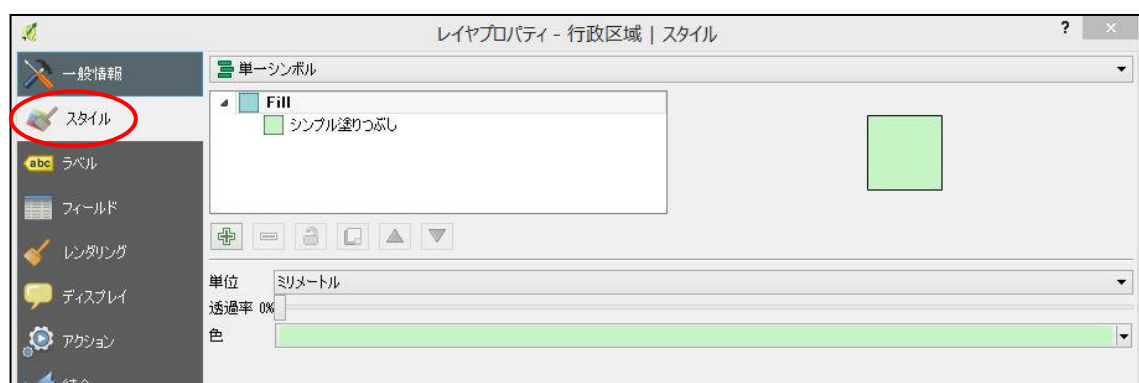 レイヤプロパティ - 行政区域 | スタイル
?
一般情報
スタイル
abc ラベル
フィールド
レンダリング
ディスプレイ
アクション
結合
単一シンボル
Fill
シンプル塗りつぶし
単位 ミリメートル
透過率 0%
色